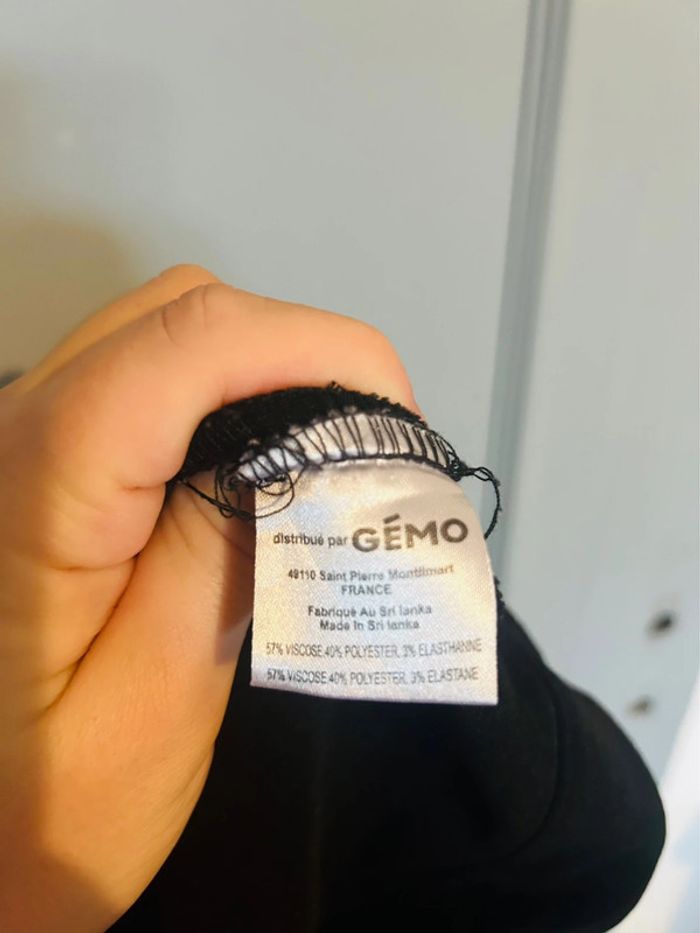 distribué par GÉMO
49110 Saint Pierre Montlimart
FRANCE
Fabriqué Au Sri lanka
Made In Sri lanka
57% VISCOSE 40% POLYESTER, 3% ELASTHANNE
57% VISCOSE 40% POLYESTER, 3% ELASTANE